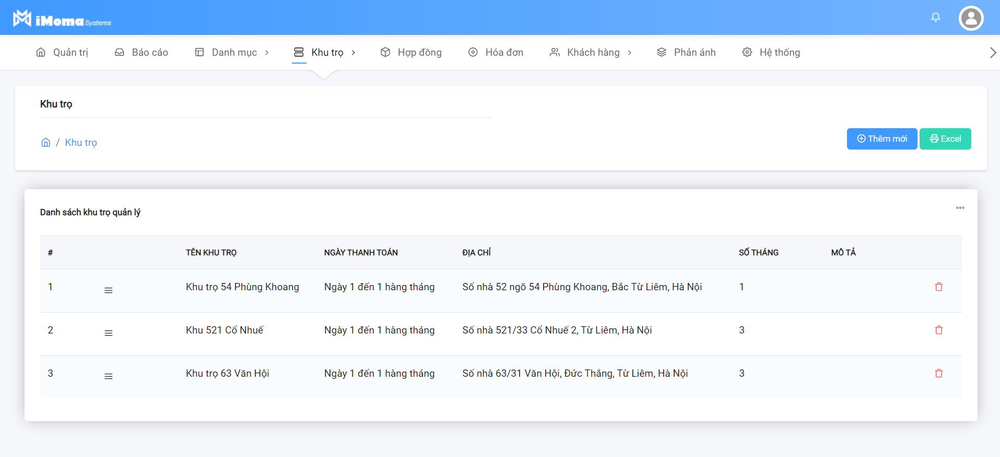 iMoma Systems
Quản trị Báo cáo Danh mục Khu trọ Hợp đồng Hóa đơn Khách hàng Phản ánh Hệ thống
Khu trọ
/ Khu trọ
Thêm mới Excel
Danh sách khu trọ quản lý
# TÊN KHU TRỌ NGÀY THANH TOÁN ĐỊA CHỈ SỐ THÁNG MÔ TẢ
1 Khu trọ 54 Phùng Khoang Ngày 1 đến 1 hàng tháng Số nhà 52 ngõ 54 Phùng Khoang, Bắc Từ Liêm, Hà Nội 1
2 Khu 521 Cổ Nhuế Ngày 1 đến 1 hàng tháng Số nhà 521/33 Cổ Nhuế 2, Từ Liêm, Hà Nội 3
3 Khu trọ 63 Văn Hội Ngày 1 đến 1 hàng tháng Số nhà 63/31 Văn Hội, Đức Thắng, Từ Liêm, Hà Nội 3